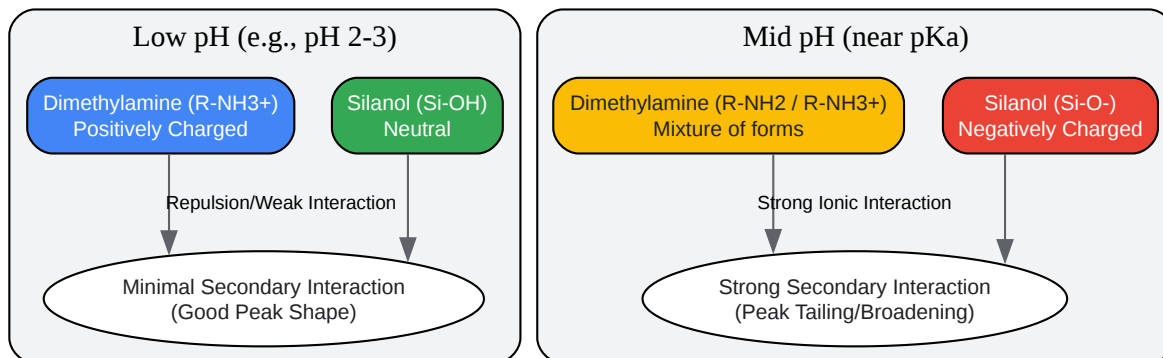 Low pH (e.g., pH 2-3)
Dimethylamine (R-NH3+)
Positively Charged
Silanol (Si-OH)
Neutral
Repulsion/Weak Interaction
Minimal Secondary Interaction
(Good Peak Shape)
Mid pH (near pKa)
Dimethylamine (R-NH2 / R-NH3+)
Mixture of forms
Silanol (Si-O-)
Negatively Charged
Strong Ionic Interaction
Strong Secondary Interaction
(Peak Tailing/Broadening)